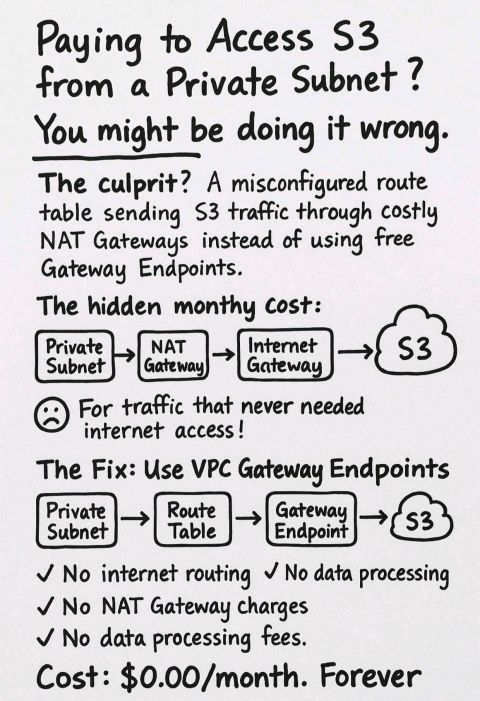 Paying to Access S3
from a Private Subnet?
You might be doing it wrong.
The culprit? A misconfigured route
table sending S3 traffic through costly
NAT Gateways instead of using free
Gateway Endpoints.
The hidden monthy cost:
Private
Subnet
NAT
Gateway
Internet
Gateway
S3
For traffic that never needed
internet access!
The Fix: Use VPC Gateway Endpoints
Private
Subnet
Route
Table
Gateway
Endpoint
S3
✓ No internet routing ✓ No data processing
✓ No NAT Gateway charges
✓ No data processing fees.
Cost: $0.00/month. Forever